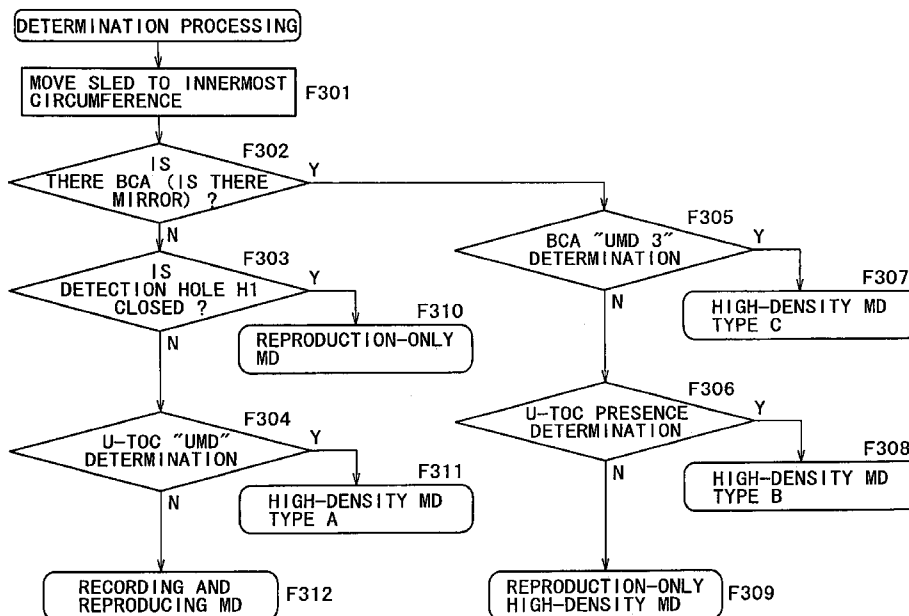 DETERMINATION PROCESSING
MOVE SLED TO INNERMOST
CIRCUMFERENCE
F301
F302
IS
THERE BCA (IS THERE
MIRROR) ?
Y
N
F303
IS
DETECTION HOLE H1
CLOSED ?
Y
N
F310
REPRODUCTION-ONLY
MD
F304
U-TOC "UMD"
DETERMINATION
Y
N
F311
HIGH-DENSITY MD
TYPE A
RECORDING AND
REPRODUCING MD
F312
F305
BCA "UMD 3"
DETERMINATION
Y
N
F307
HIGH-DENSITY MD
TYPE C
F306
U-TOC PRESENCE
DETERMINATION
Y
N
F308
HIGH-DENSITY MD
TYPE B
REPRODUCTION-ONLY
HIGH-DENSITY MD
F309